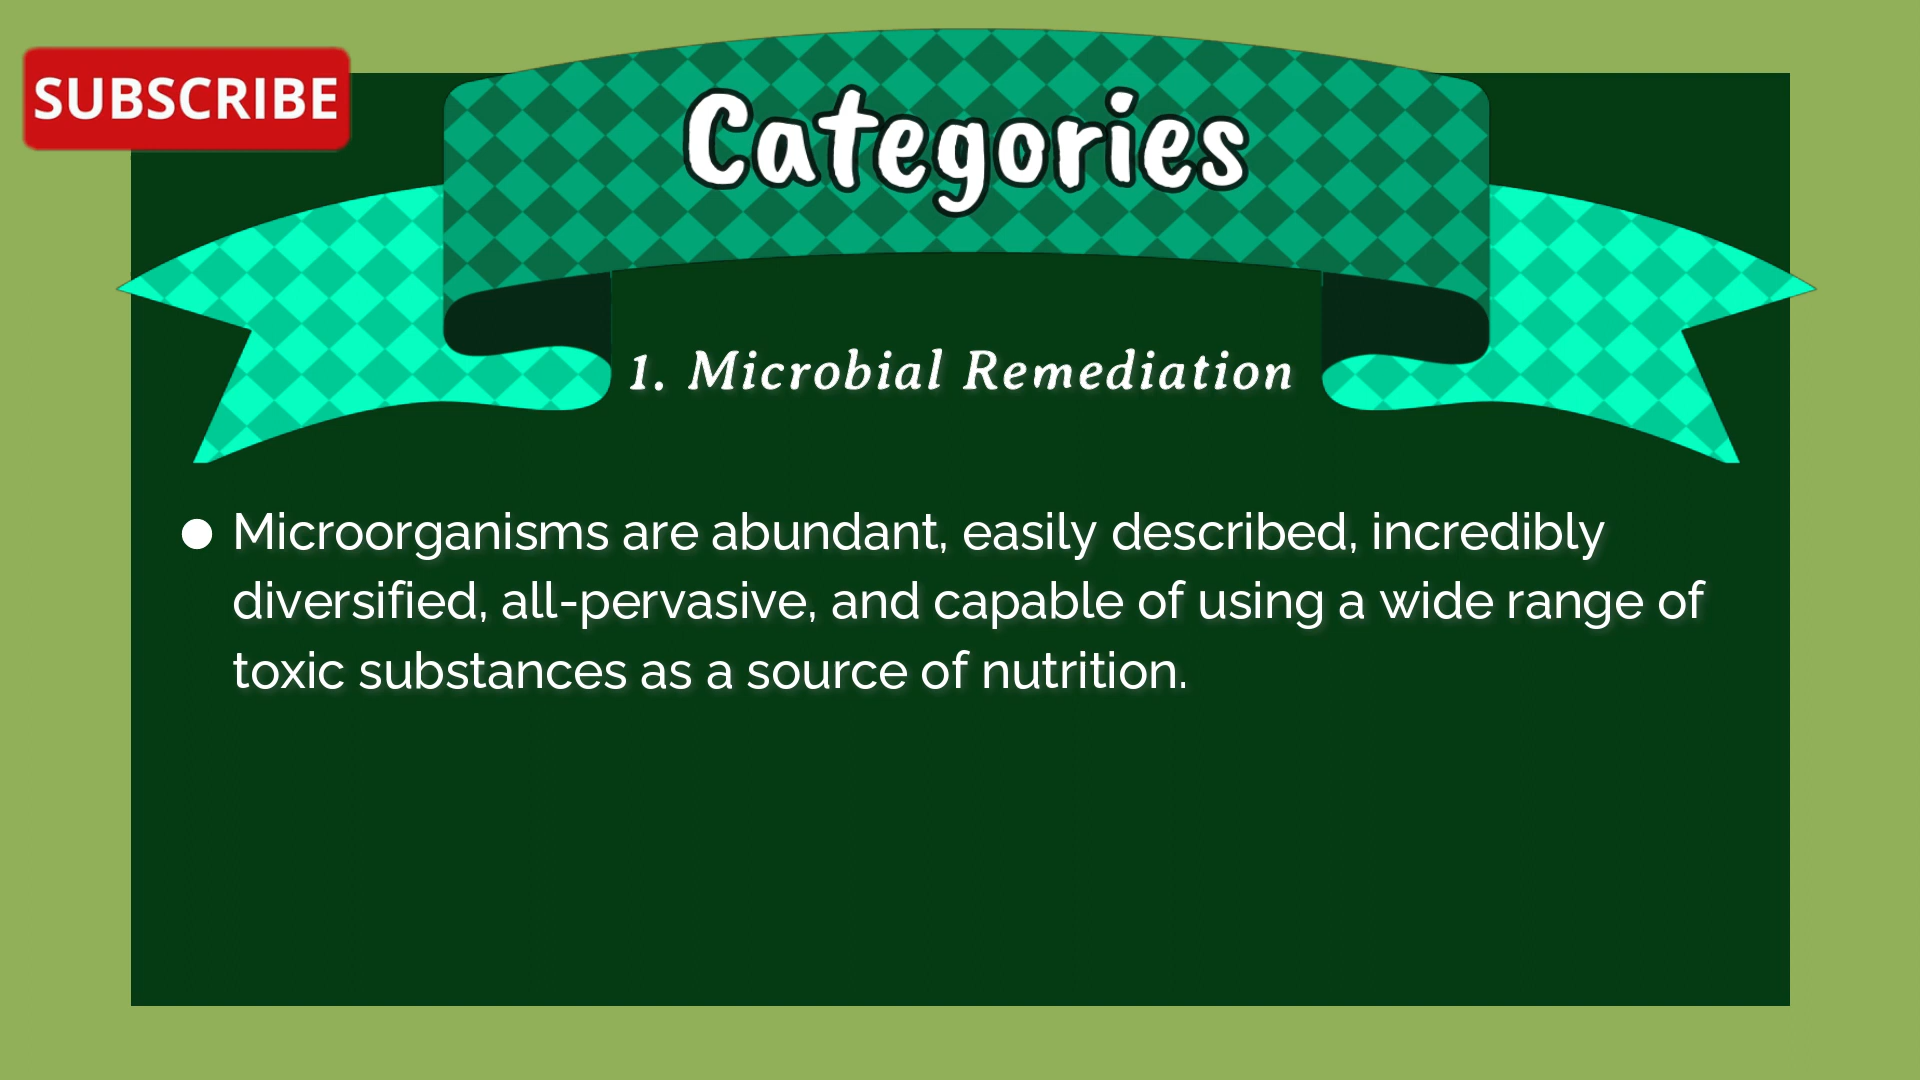 SUBSCRIBE
Categories
1. Microbial Remediation
● Microorganisms are abundant, easily described, incredibly
diversified, all-pervasive, and capable of using a wide range of
toxic substances as a source of nutrition.